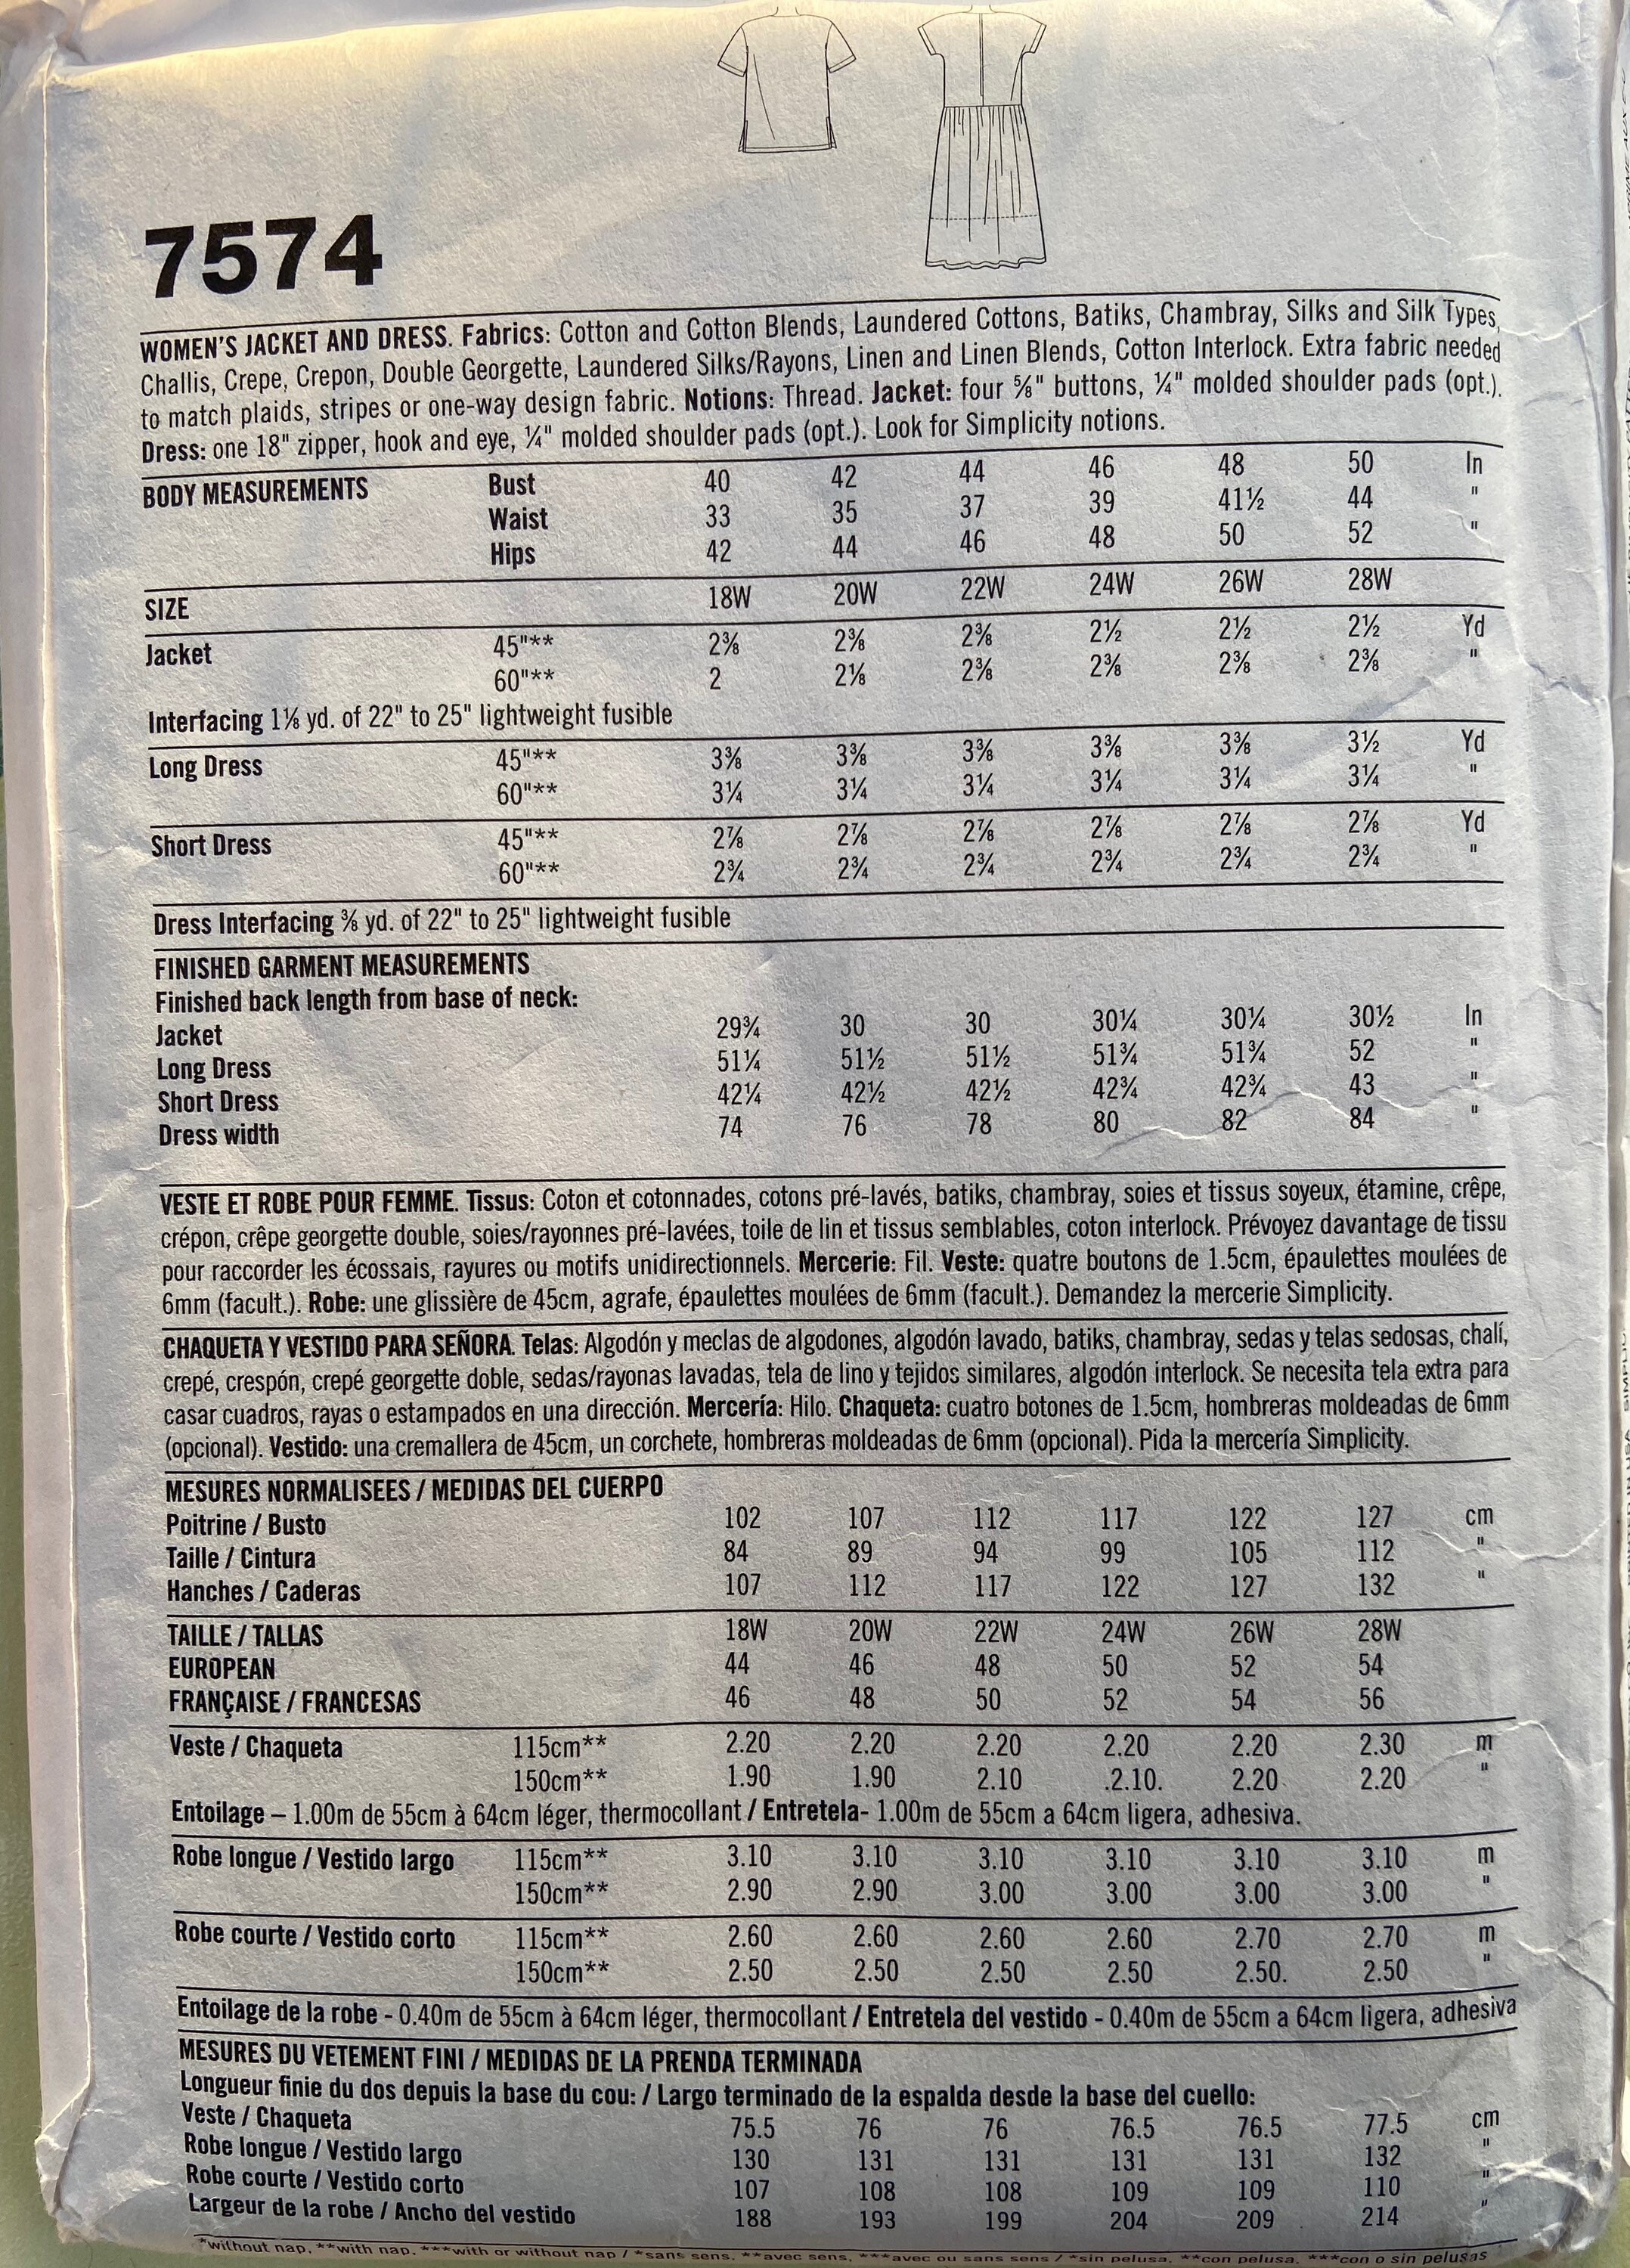 7574
WOMEN'S JACKET AND DRESS. Fabrics: Cotton and Cotton Blends, Laundered Cottons, Batiks, Chambray, Silks and Silk Types,
Challis, Crepe, Crepon, Double Georgette, Laundered Silks/Rayons, Linen and Linen Blends, Cotton Interlock. Extra fabric needed
to match plaids, stripes or one-way design fabric. Notions: Thread. Jacket: four ⅝" buttons, ¼" molded shoulder pads (opt.).
Dress: one 18" zipper, hook and eye, ¼" molded shoulder pads (opt.). Look for Simplicity notions.
BODY MEASUREMENTS Bust 40 42 44 46 48 50 In
Waist 33 35 37 39 41½ 44 "
Hips 42 44 46 48 50 52 "
SIZE 18W 20W 22W 24W 26W 28W
Jacket 45"** 2⅜ 2⅜ 2⅜ 2½ 2½ 2½ Yd
60"** 2 2⅛ 2⅜ 2⅜ 2⅜ 2⅜ "
Interfacing 1⅛ yd. of 22" to 25" lightweight fusible
Long Dress 45"** 3⅜ 3⅜ 3⅜ 3⅜ 3⅜ 3½ Yd
60"** 3¼ 3¼ 3¼ 3¼ 3¼ 3¼ "
Short Dress 45"** 2⅞ 2⅞ 2⅞ 2⅞ 2⅞ 2⅞ Yd
60"** 2¾ 2¾ 2¾ 2¾ 2¾ 2¾ "
Dress Interfacing ⅜ yd. of 22" to 25" lightweight fusible
FINISHED GARMENT MEASUREMENTS
Finished back length from base of neck:
Jacket 29¾ 30 30 30¼ 30¼ 30½ In
Long Dress 51¼ 51½ 51½ 51¾ 51¾ 52 "
Short Dress 42¼ 42½ 42½ 42¾ 42¾ 43 "
Dress width 74 76 78 80 82 84 "
VESTE ET ROBE POUR FEMME. Tissus: Coton et cotonnades, cotons pré-lavés, batiks, chambray, soies et tissus soyeux, étamine, crêpe,
crépon, crêpe georgette double, soies/rayonnes pré-lavées, toile de lin et tissus semblables, coton interlock. Prévoyez davantage de tissu
pour raccorder les écossais, rayures ou motifs unidirectionnels. Mercerie: Fil. Veste: quatre boutons de 1.5cm, épaulettes moulées de
6mm (facult.). Robe: une glissière de 45cm, agrafe, épaulettes moulées de 6mm (facult.). Demandez la mercerie Simplicity.
CHAQUETA Y VESTIDO PARA SEÑORA. Telas: Algodón y meclas de algodones, algodón lavado, batiks, chambray, sedas y telas sedosas, chalí,
crepé, crespón, crepé georgette doble, sedas/rayonas lavadas, tela de lino y tejidos similares, algodón interlock. Se necesita tela extra para
casar cuadros, rayas o estampados en una dirección. Mercería: Hilo. Chaqueta: cuatro botones de 1.5cm, hombreras moldeadas de 6mm
(opcional). Vestido: una cremallera de 45cm, un corchete, hombreras moldeadas de 6mm (opcional). Pida la mercería Simplicity.
MESURES NORMALISEES / MEDIDAS DEL CUERPO
Poitrine / Busto 102 107 112 117 122 127 cm
Taille / Cintura 84 89 94 99 105 112 "
Hanches / Caderas 107 112 117 122 127 132 "
TAILLE / TALLAS 18W 20W 22W 24W 26W 28W
EUROPEAN 44 46 48 50 52 54
FRANÇAISE / FRANCESAS 46 48 50 52 54 56
Veste / Chaqueta 115cm** 2.20 2.20 2.20 2.20 2.20 2.30 m
150cm** 1.90 1.90 2.10 .2.10. 2.20 2.20 "
Entoilage – 1.00m de 55cm à 64cm léger, thermocollant / Entretela- 1.00m de 55cm a 64cm ligera, adhesiva.
Robe longue / Vestido largo 115cm** 3.10 3.10 3.10 3.10 3.10 3.10 m
150cm** 2.90 2.90 3.00 3.00 3.00 3.00 "
Robe courte / Vestido corto 115cm** 2.60 2.60 2.60 2.60 2.70 2.70 m
150cm** 2.50 2.50 2.50 2.50 2.50. 2.50 "
Entoilage de la robe - 0.40m de 55cm à 64cm léger, thermocollant / Entretela del vestido - 0.40m de 55cm a 64cm ligera, adhesiva
MESURES DU VETEMENT FINI / MEDIDAS DE LA PRENDA TERMINADA
Longueur finie du dos depuis la base du cou: / Largo terminado de la espalda desde la base del cuello:
Veste / Chaqueta 75.5 76 76 76.5 76.5 77.5 cm
Robe longue / Vestido largo 130 131 131 131 131 132 "
Robe courte / Vestido corto 107 108 108 109 109 110 "
Largeur de la robe / Ancho del vestido 188 193 199 204 209 214 "
*without nap, **with nap, ***with or without nap / *sans sens, **avec sens, ***avec ou sans sens / *sin pelusa, **con pelusa, ***con o sin pelusas